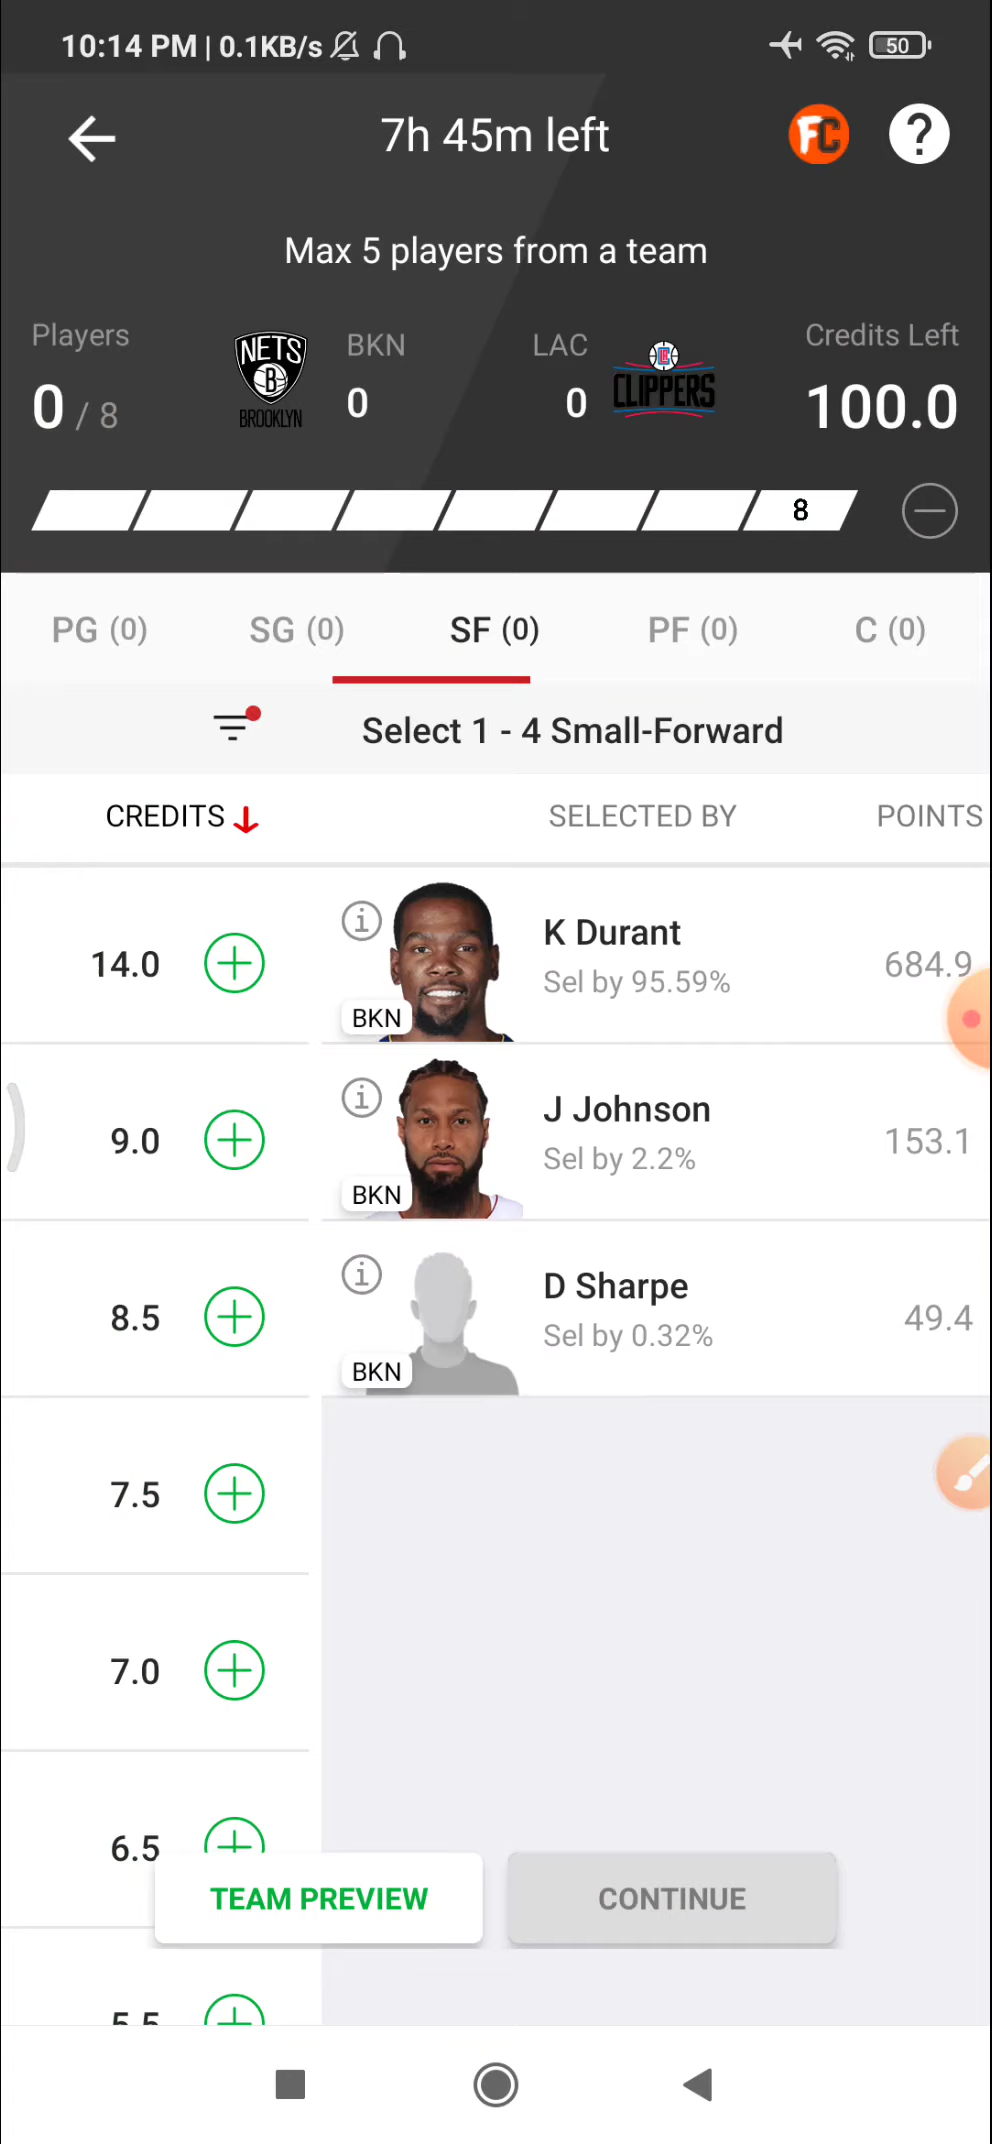 10:14 PM | 0.1KB/s
50
7h 45m left
FC
?
Max 5 players from a team
Players
BKN
LAC
Credits Left
NETS
B
BROOKLYN
CLIPPERS
0 / 8
0
0
100.0
8
PG (0)
SG (0)
SF (0)
PF (0)
C (0)
Select 1 - 4 Small-Forward
CREDITS
SELECTED BY
POINTS
14.0
K Durant
Sel by 95.59%
684.9
BKN
9.0
J Johnson
Sel by 2.2%
153.1
BKN
8.5
D Sharpe
Sel by 0.32%
49.4
BKN
7.5
7.0
6.5
TEAM PREVIEW
CONTINUE
5.5